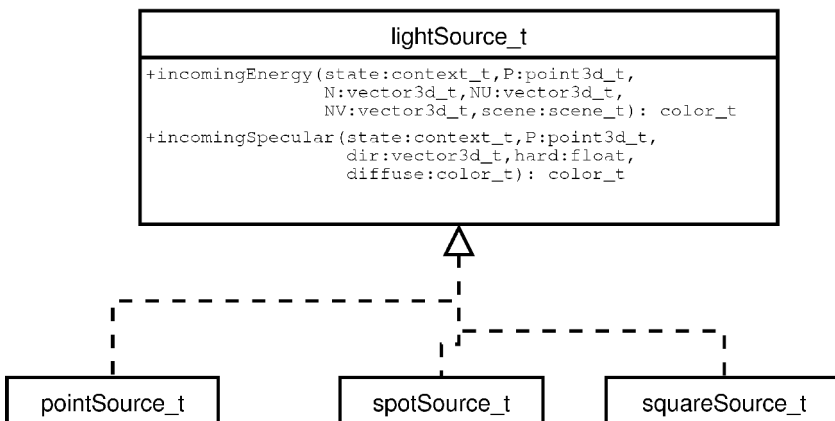 lightSource_t
+incomingEnergy(state:context_t,P:point3d_t,
N:vector3d_t,NU:vector3d_t,
NV:vector3d_t,scene:scene_t): color_t
+incomingSpecular(state:context_t,P:point3d_t,
dir:vector3d_t,hard:float,
diffuse:color_t): color_t
pointSource_t
spotSource_t
squareSource_t